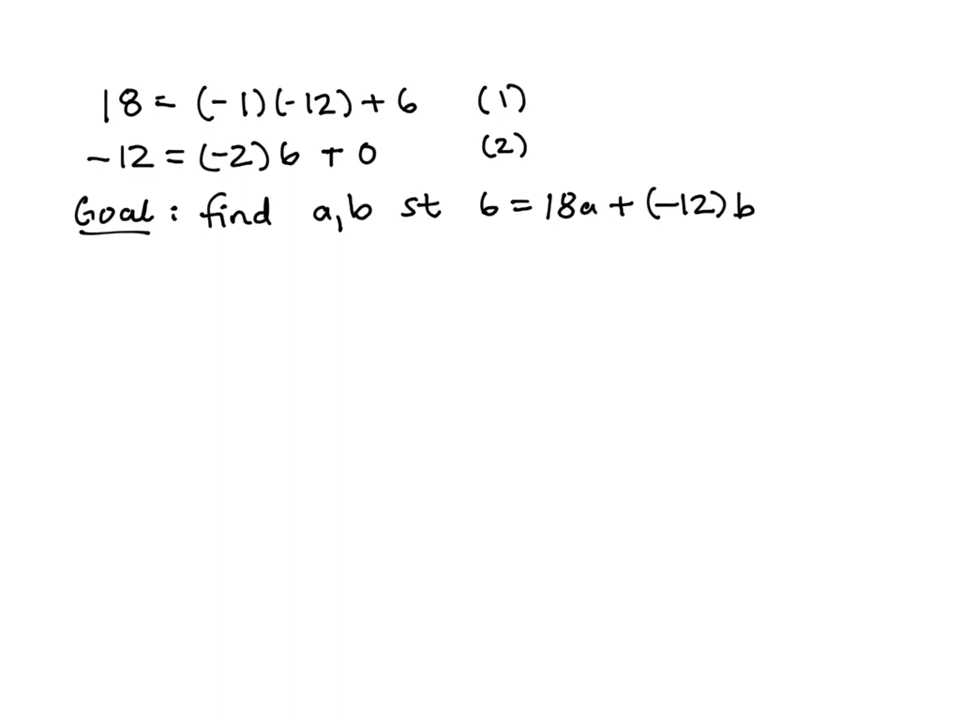 18 = (-1)(-12) + 6 (1)
-12 = (-2) 6 + 0 (2)
Goal: find a, b st 6 = 18a + (-12) b